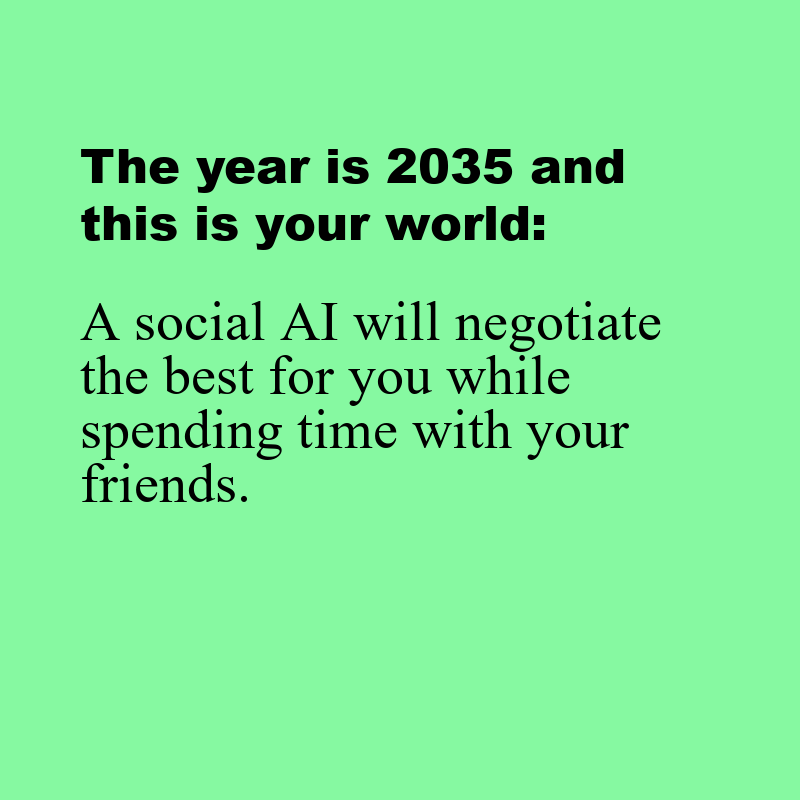 The year is 2035 and
this is your world:
A social AI will negotiate
the best for you while
spending time with your
friends.